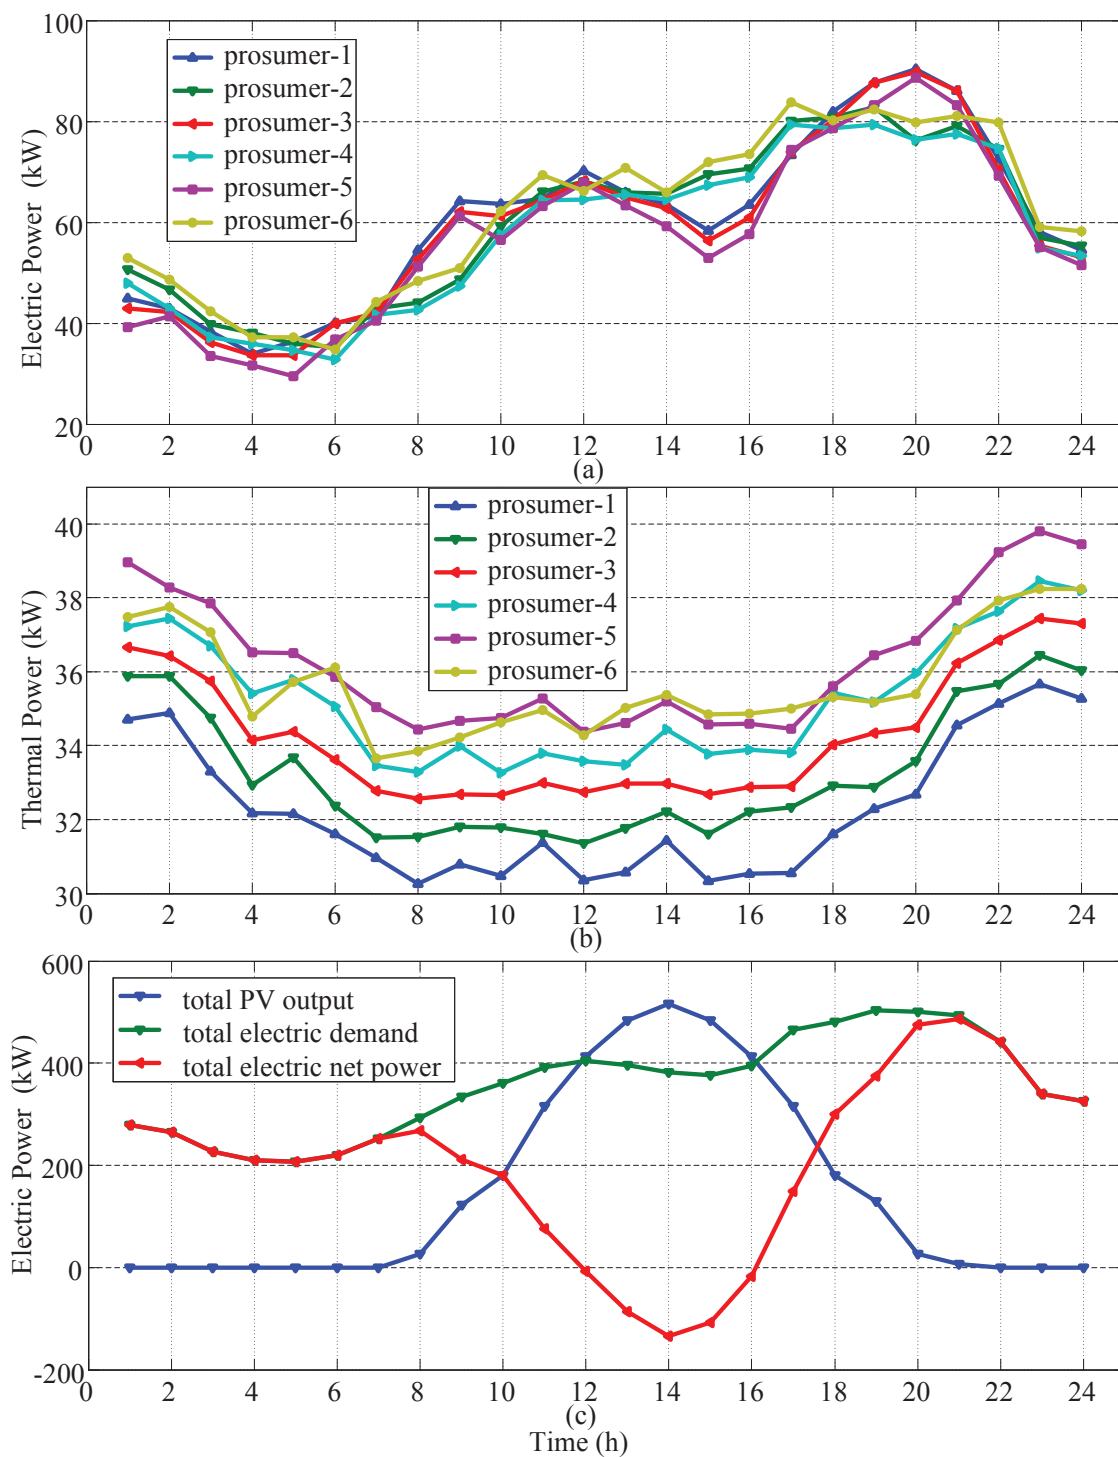 100
80
60
40
20
Electric Power (kW)
prosumer-1
prosumer-2
prosumer-3
prosumer-4
prosumer-5
prosumer-6
0 2 4 6 8 10 12 14 16 18 20 22 24
(a)
40
38
36
34
32
30
Thermal Power (kW)
prosumer-1
prosumer-2
prosumer-3
prosumer-4
prosumer-5
prosumer-6
0 2 4 6 8 10 12 14 16 18 20 22 24
(b)
600
400
200
0
-200
Electric Power (kW)
total PV output
total electric demand
total electric net power
0 2 4 6 8 10 12 14 16 18 20 22 24
(c)
Time (h)